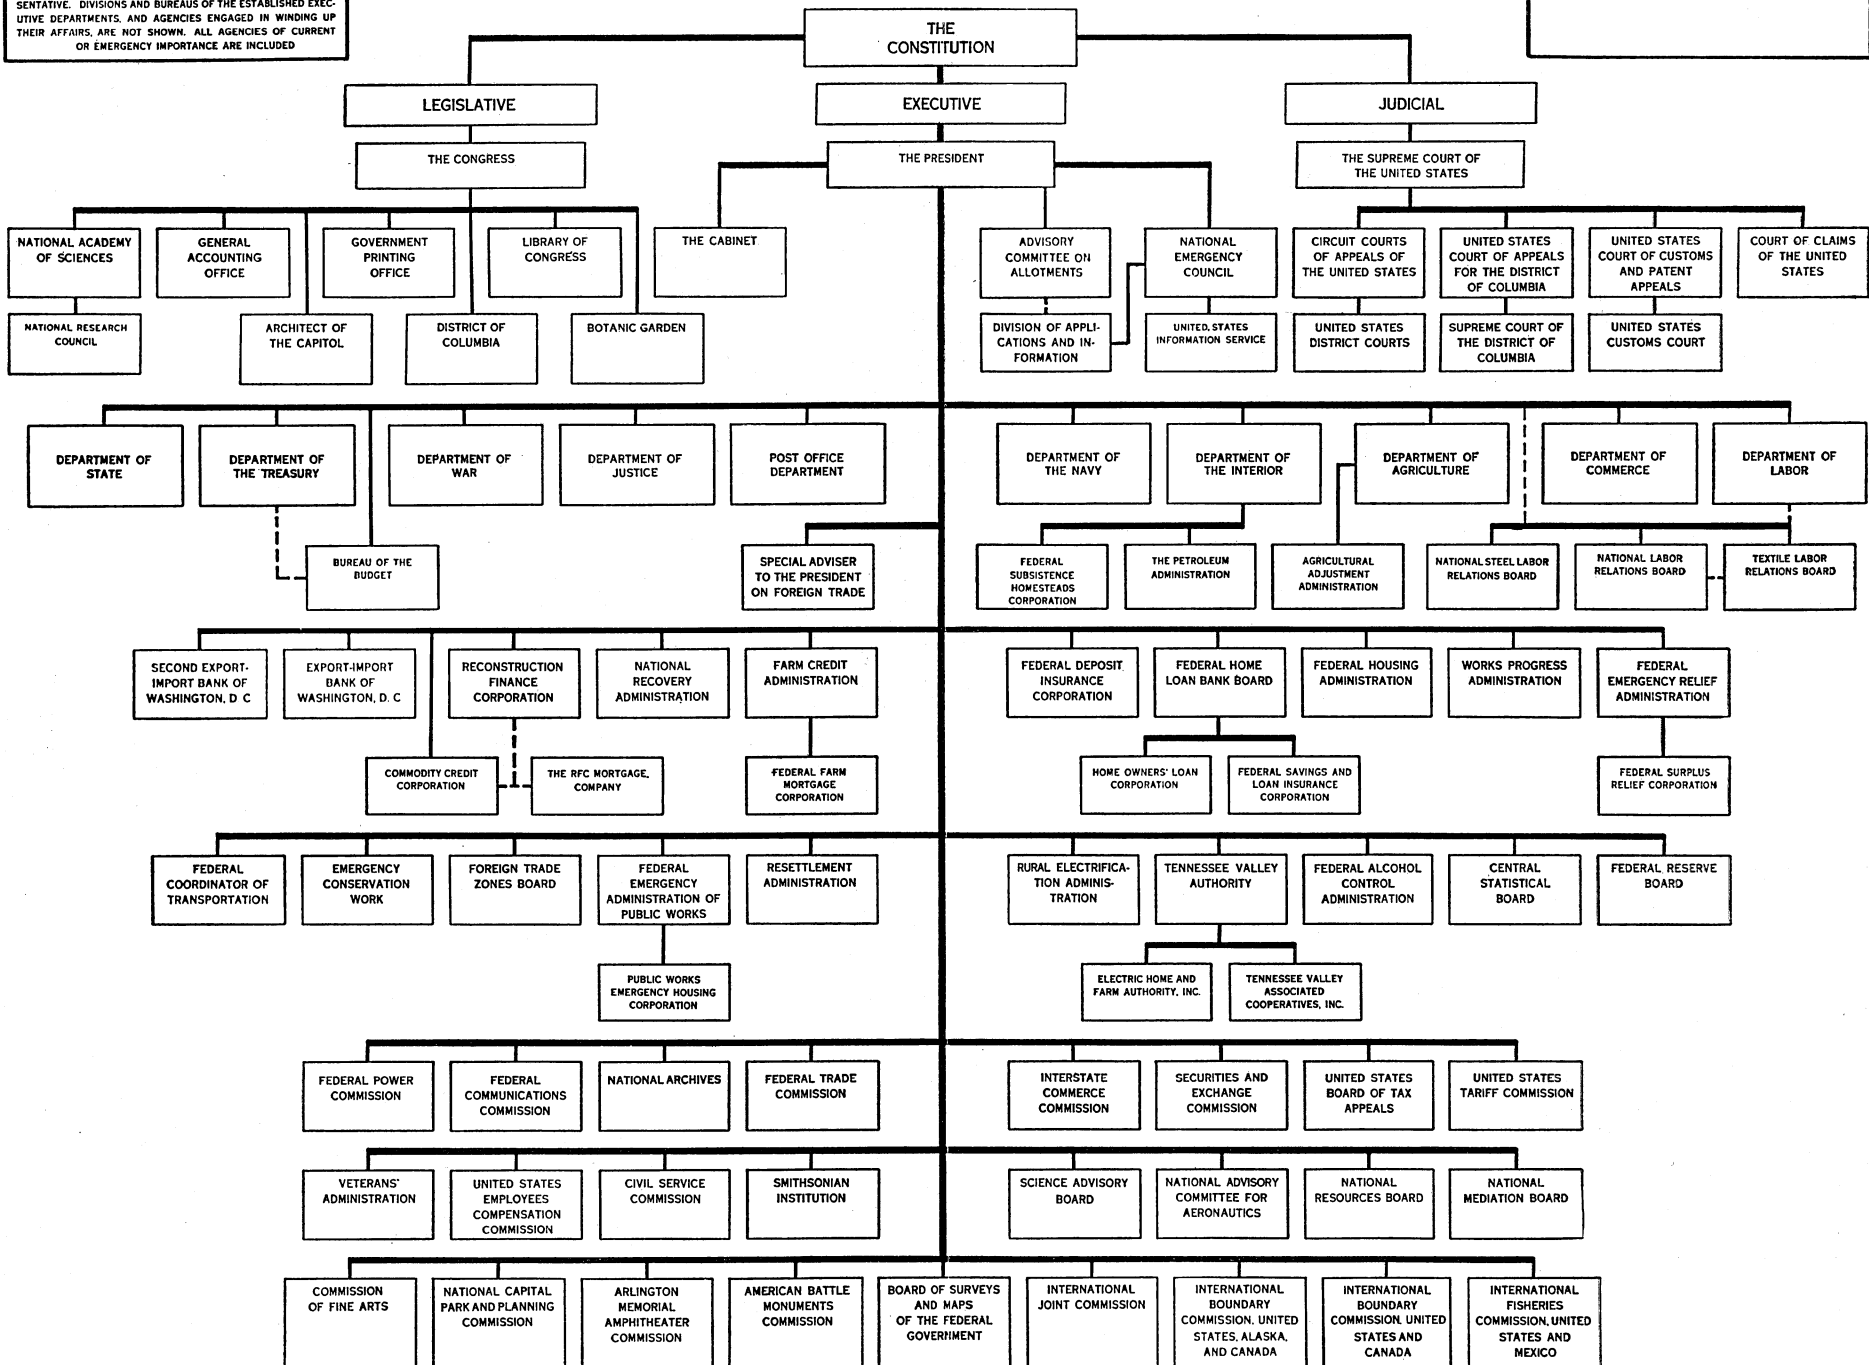 SENTATIVE. DIVISIONS AND BUREAUS OF THE ESTABLISHED EXEC-
UTIVE DEPARTMENTS, AND AGENCIES ENGAGED IN WINDING UP
THEIR AFFAIRS, ARE NOT SHOWN. ALL AGENCIES OF CURRENT
OR EMERGENCY IMPORTANCE ARE INCLUDED
THE
CONSTITUTION
LEGISLATIVE
EXECUTIVE
JUDICIAL
THE CONGRESS
THE PRESIDENT
THE SUPREME COURT OF
THE UNITED STATES
NATIONAL ACADEMY
OF SCIENCES
GENERAL
ACCOUNTING
OFFICE
GOVERNMENT
PRINTING
OFFICE
LIBRARY OF
CONGRESS
THE CABINET
ADVISORY
COMMITTEE ON
ALLOTMENTS
NATIONAL
EMERGENCY
COUNCIL
CIRCUIT COURTS
OF APPEALS OF
THE UNITED STATES
UNITED STATES
COURT OF APPEALS
FOR THE DISTRICT
OF COLUMBIA
UNITED STATES
COURT OF CUSTOMS
AND PATENT
APPEALS
COURT OF CLAIMS
OF THE UNITED
STATES
NATIONAL RESEARCH
COUNCIL
ARCHITECT OF
THE CAPITOL
DISTRICT OF
COLUMBIA
BOTANIC GARDEN
DIVISION OF APPLI-
CATIONS AND IN-
FORMATION
UNITED STATES
INFORMATION SERVICE
UNITED STATES
DISTRICT COURTS
SUPREME COURT OF
THE DISTRICT OF
COLUMBIA
UNITED STATES
CUSTOMS COURT
DEPARTMENT OF
STATE
DEPARTMENT OF
THE TREASURY
DEPARTMENT OF
WAR
DEPARTMENT OF
JUSTICE
POST OFFICE
DEPARTMENT
DEPARTMENT OF
THE NAVY
DEPARTMENT OF
THE INTERIOR
DEPARTMENT OF
AGRICULTURE
DEPARTMENT OF
COMMERCE
DEPARTMENT OF
LABOR
BUREAU OF THE
BUDGET
SPECIAL ADVISER
TO THE PRESIDENT
ON FOREIGN TRADE
FEDERAL
SUBSISTENCE
HOMESTEADS
CORPORATION
THE PETROLEUM
ADMINISTRATION
AGRICULTURAL
ADJUSTMENT
ADMINISTRATION
NATIONAL STEEL LABOR
RELATIONS BOARD
NATIONAL LABOR
RELATIONS BOARD
TEXTILE LABOR
RELATIONS BOARD
SECOND EXPORT-
IMPORT BANK OF
WASHINGTON, D C
EXPORT-IMPORT
BANK OF
WASHINGTON, D. C
RECONSTRUCTION
FINANCE
CORPORATION
NATIONAL
RECOVERY
ADMINISTRATION
FARM CREDIT
ADMINISTRATION
FEDERAL DEPOSIT
INSURANCE
CORPORATION
FEDERAL HOME
LOAN BANK BOARD
FEDERAL HOUSING
ADMINISTRATION
WORKS PROGRESS
ADMINISTRATION
FEDERAL
EMERGENCY RELIEF
ADMINISTRATION
COMMODITY CREDIT
CORPORATION
THE RFC MORTGAGE
COMPANY
FEDERAL FARM
MORTGAGE
CORPORATION
HOME OWNERS' LOAN
CORPORATION
FEDERAL SAVINGS AND
LOAN INSURANCE
CORPORATION
FEDERAL SURPLUS
RELIEF CORPORATION
FEDERAL
COORDINATOR OF
TRANSPORTATION
EMERGENCY
CONSERVATION
WORK
FOREIGN TRADE
ZONES BOARD
FEDERAL
EMERGENCY
ADMINISTRATION OF
PUBLIC WORKS
RESETTLEMENT
ADMINISTRATION
RURAL ELECTRIFICA-
TION ADMINIS-
TRATION
TENNESSEE VALLEY
AUTHORITY
FEDERAL ALCOHOL
CONTROL
ADMINISTRATION
CENTRAL
STATISTICAL
BOARD
FEDERAL RESERVE
BOARD
PUBLIC WORKS
EMERGENCY HOUSING
CORPORATION
ELECTRIC HOME AND
FARM AUTHORITY, INC.
TENNESSEE VALLEY
ASSOCIATED
COOPERATIVES, INC.
FEDERAL POWER
COMMISSION
FEDERAL
COMMUNICATIONS
COMMISSION
NATIONAL ARCHIVES
FEDERAL TRADE
COMMISSION
INTERSTATE
COMMERCE
COMMISSION
SECURITIES AND
EXCHANGE
COMMISSION
UNITED STATES
BOARD OF TAX
APPEALS
UNITED STATES
TARIFF COMMISSION
VETERANS'
ADMINISTRATION
UNITED STATES
EMPLOYEES
COMPENSATION
COMMISSION
CIVIL SERVICE
COMMISSION
SMITHSONIAN
INSTITUTION
SCIENCE ADVISORY
BOARD
NATIONAL ADVISORY
COMMITTEE FOR
AERONAUTICS
NATIONAL
RESOURCES BOARD
NATIONAL
MEDIATION BOARD
COMMISSION
OF FINE ARTS
NATIONAL CAPITAL
PARK AND PLANNING
COMMISSION
ARLINGTON
MEMORIAL
AMPHITHEATER
COMMISSION
AMERICAN BATTLE
MONUMENTS
COMMISSION
BOARD OF SURVEYS
AND MAPS
OF THE FEDERAL
GOVERNMENT
INTERNATIONAL
JOINT COMMISSION
INTERNATIONAL
BOUNDARY
COMMISSION, UNITED
STATES, ALASKA,
AND CANADA
INTERNATIONAL
BOUNDARY
COMMISSION, UNITED
STATES AND
CANADA
INTERNATIONAL
FISHERIES
COMMISSION, UNITED
STATES AND
MEXICO